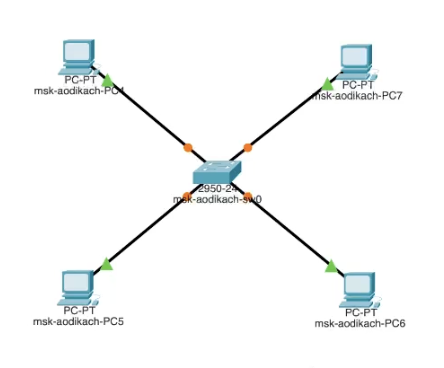 PC-PT
msk-aodikach-PC4
PC-PT
msk-aodikach-PC7
2950-24
msk-aodikach-sw0
PC-PT
msk-aodikach-PC5
PC-PT
msk-aodikach-PC6